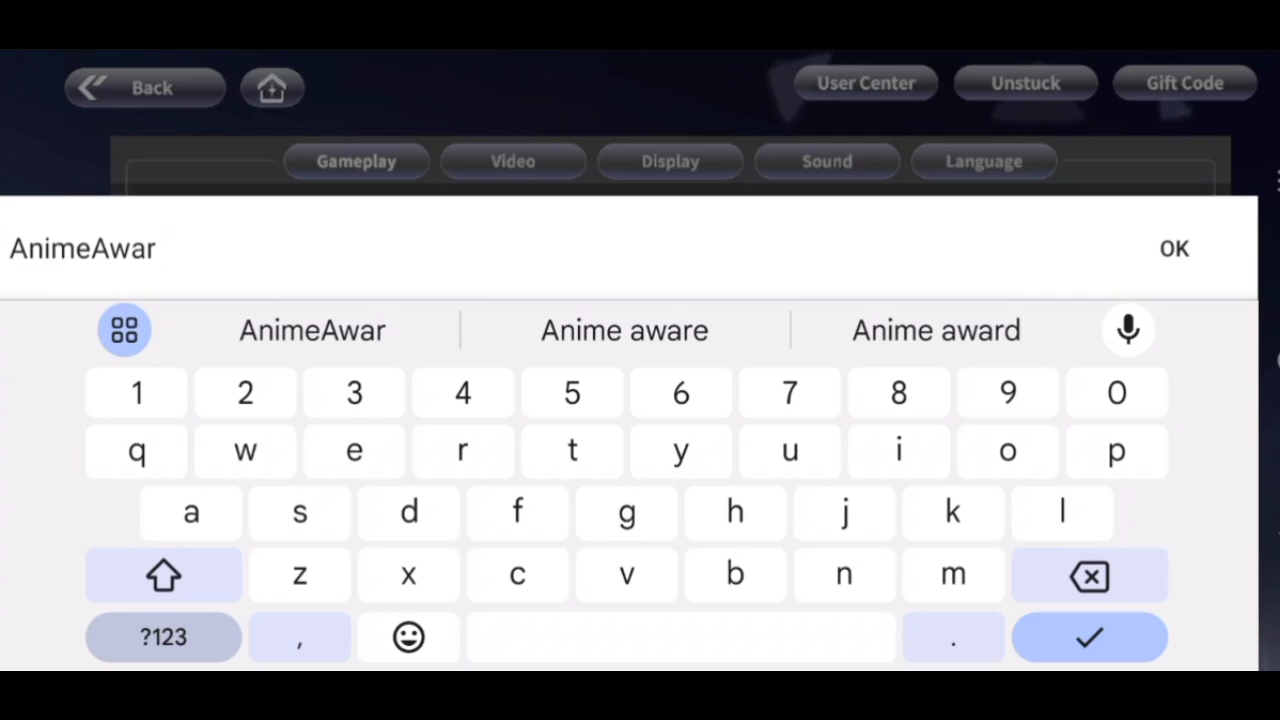 Back
User Center
Unstuck
Gift Code
Gameplay
Video
Display
Sound
Language
AnimeAwar
OK
AnimeAwar
Anime aware
Anime award
1 2 3 4 5 6 7 8 9 0
q w e r t y u i o p
a s d f g h j k l
z x c v b n m
?123 , .